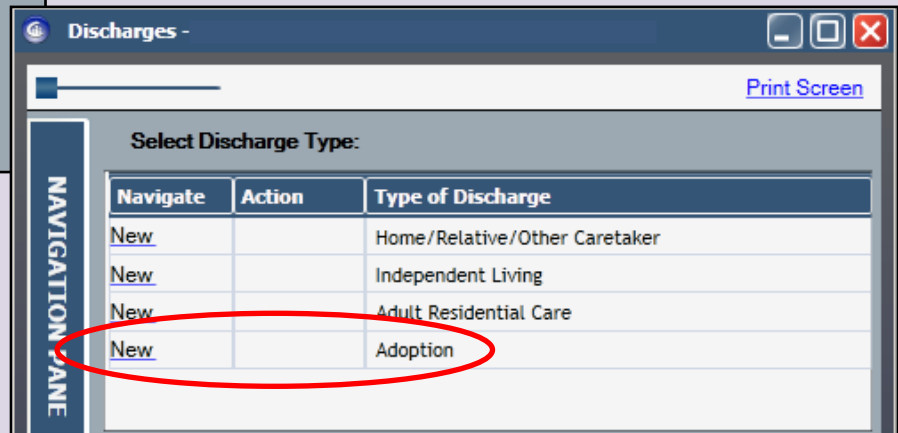 Discharges -
Print Screen
Select Discharge Type:
NAVIGATION PANE
Navigate Action Type of Discharge
New Home/Relative/Other Caretaker
New Independent Living
New Adult Residential Care
New Adoption